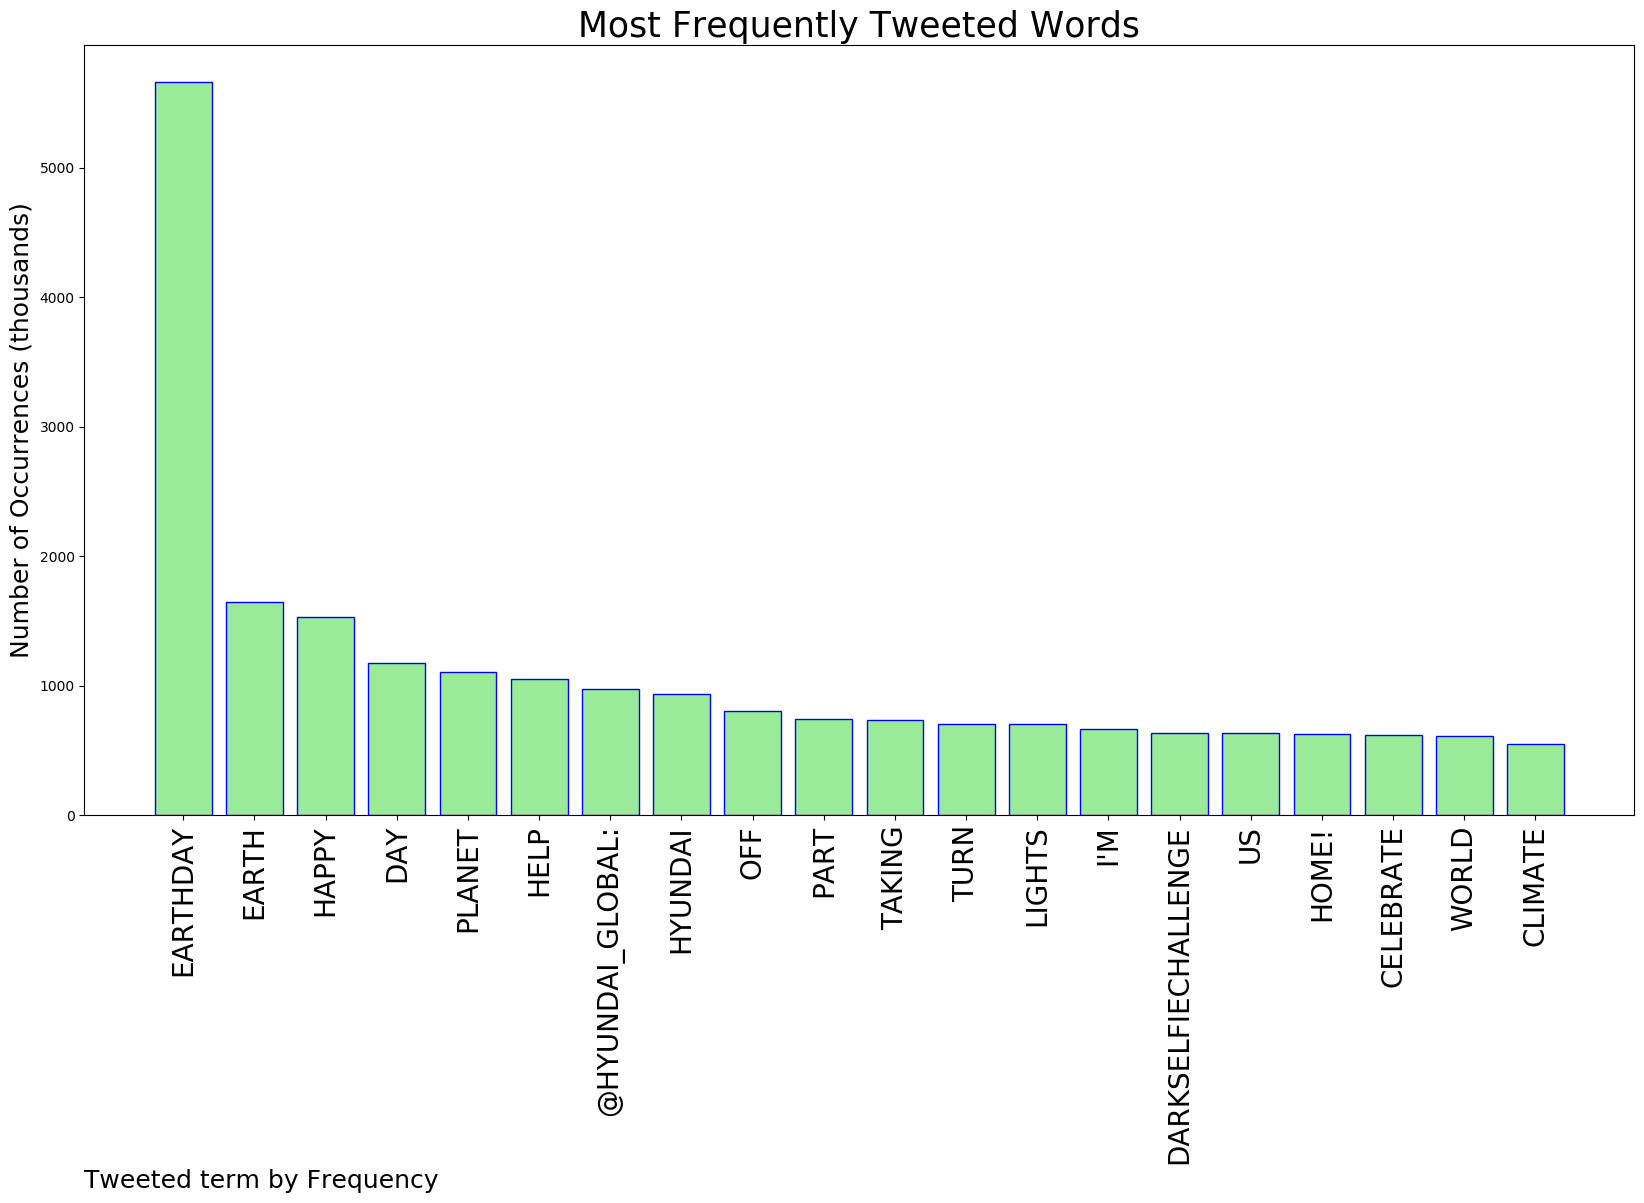 Most Frequently Tweeted Words
Number of Occurrences (thousands)
5000
4000
3000
2000
1000
0
EARTHDAY
EARTH
HAPPY
DAY
PLANET
HELP
@HYUNDAI_GLOBAL:
HYUNDAI
OFF
PART
TAKING
TURN
LIGHTS
I'M
DARKSELFIECHALLENGE
US
HOME!
CELEBRATE
WORLD
CLIMATE
Tweeted term by Frequency